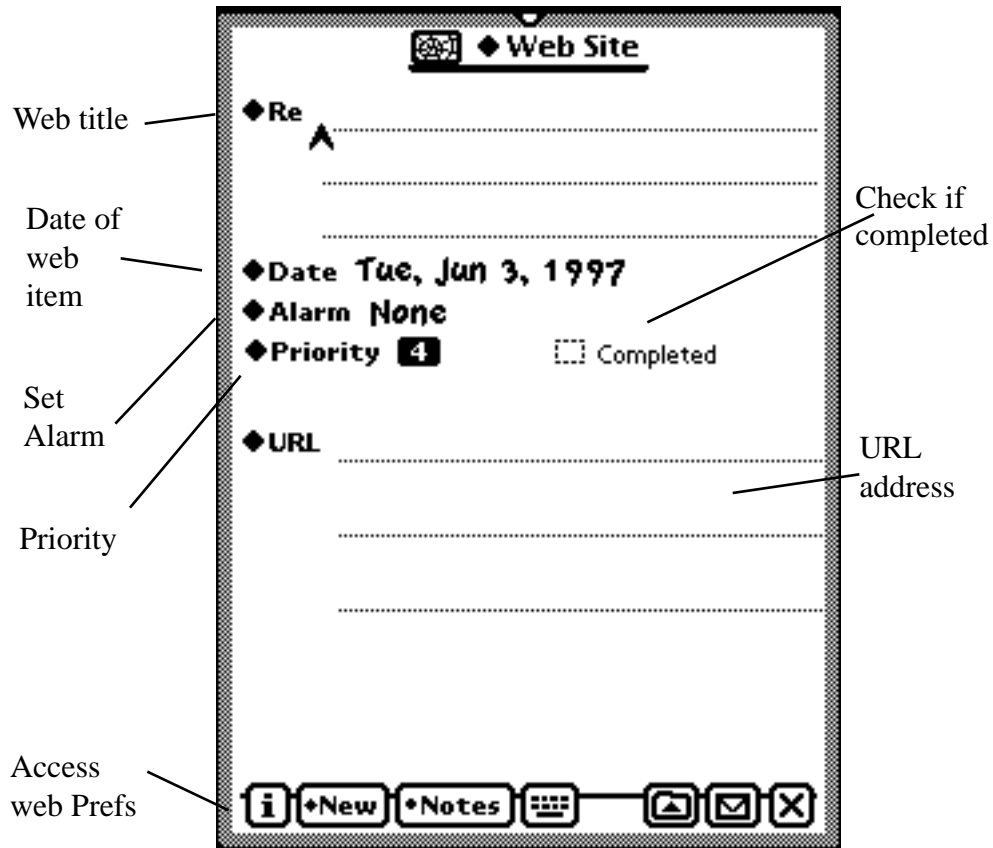 ◆ Web Site
Web title
◆Re
Date of
web
item
Check if
completed
◆Date Tue, Jun 3, 1997
◆Alarm None
◆Priority 4 Completed
Set
Alarm
◆URL
URL
address
Priority
Access
web Prefs
i ◆New •Notes